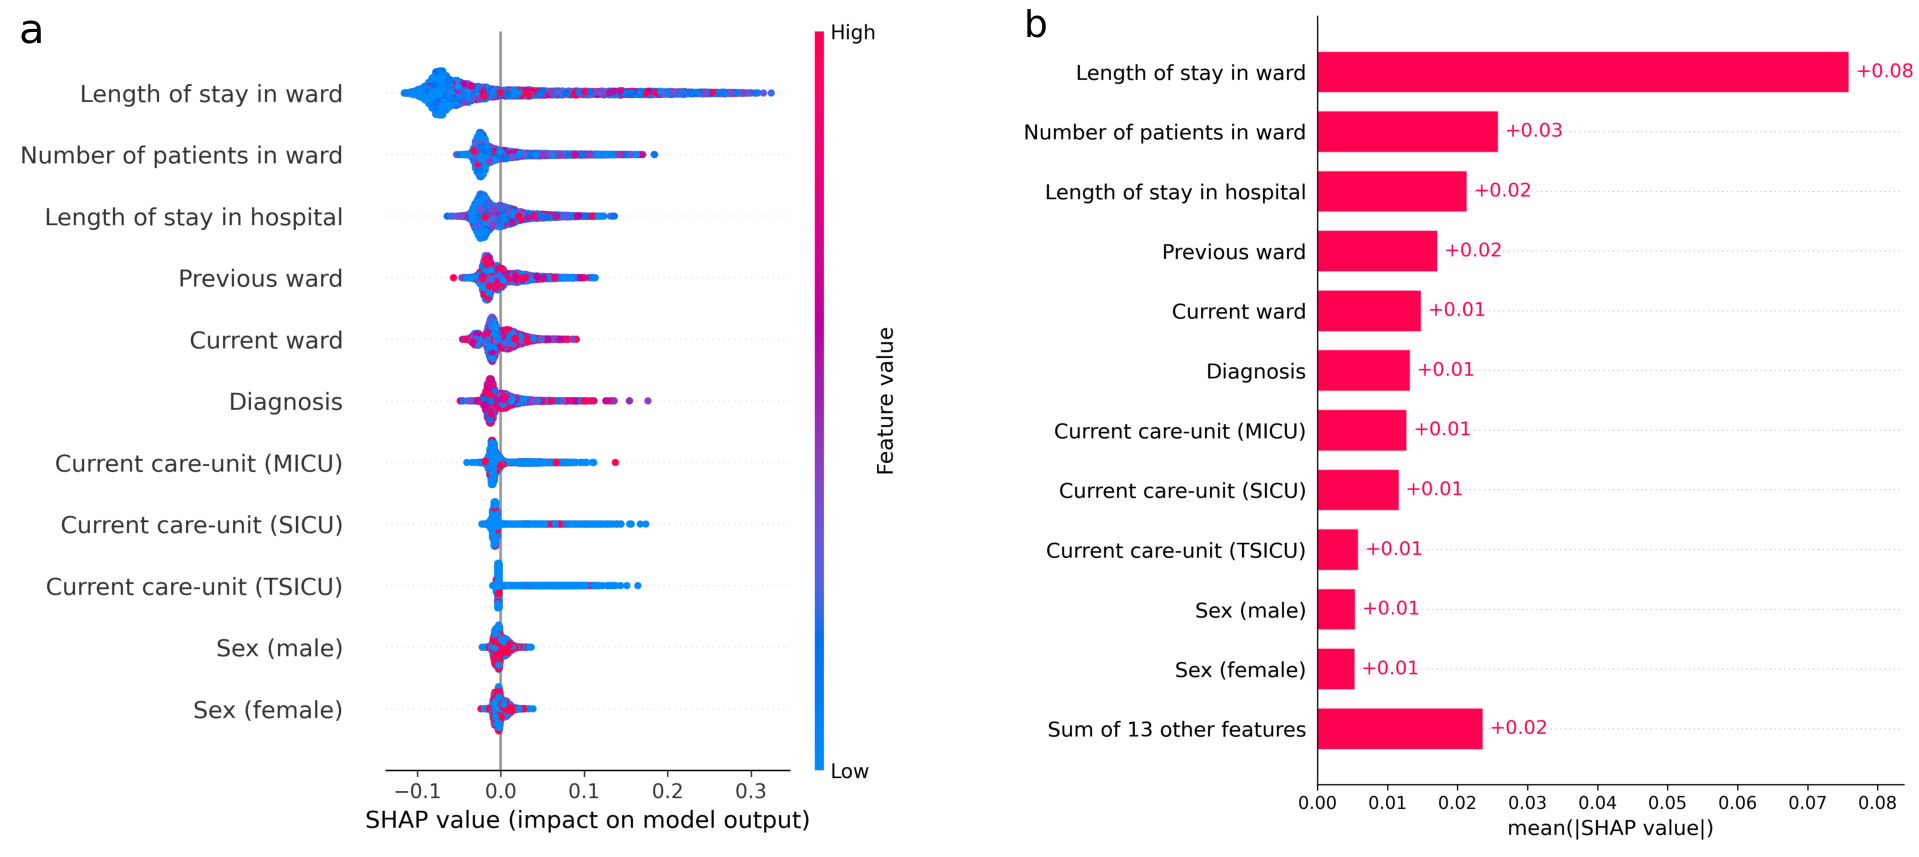 a
Length of stay in ward
Number of patients in ward
Length of stay in hospital
Previous ward
Current ward
Diagnosis
Current care-unit (MICU)
Current care-unit (SICU)
Current care-unit (TSICU)
Sex (male)
Sex (female)
−0.1 0.0 0.1 0.2 0.3
SHAP value (impact on model output)
High
Feature value
Low
b
Length of stay in ward +0.08
Number of patients in ward +0.03
Length of stay in hospital +0.02
Previous ward +0.02
Current ward +0.01
Diagnosis +0.01
Current care-unit (MICU) +0.01
Current care-unit (SICU) +0.01
Current care-unit (TSICU) +0.01
Sex (male) +0.01
Sex (female) +0.01
Sum of 13 other features +0.02
0.00 0.01 0.02 0.03 0.04 0.05 0.06 0.07 0.08
mean(|SHAP value|)